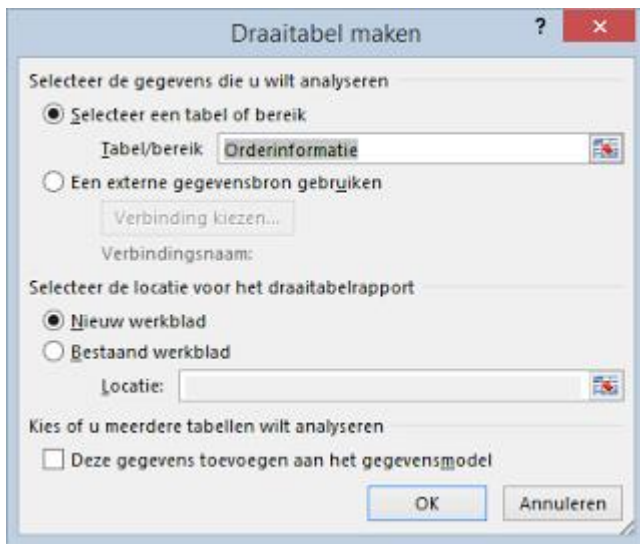 Draaitabel maken
?
Selecteer de gegevens die u wilt analyseren
Selecteer een tabel of bereik
Tabel/bereik Orderinformatie
Een externe gegevensbron gebruiken
Verbinding kiezen...
Verbindingsnaam:
Selecteer de locatie voor het draaitabelrapport
Nieuw werkblad
Bestaand werkblad
Locatie:
Kies of u meerdere tabellen wilt analyseren
Deze gegevens toevoegen aan het gegevensmodel
OK Annuleren